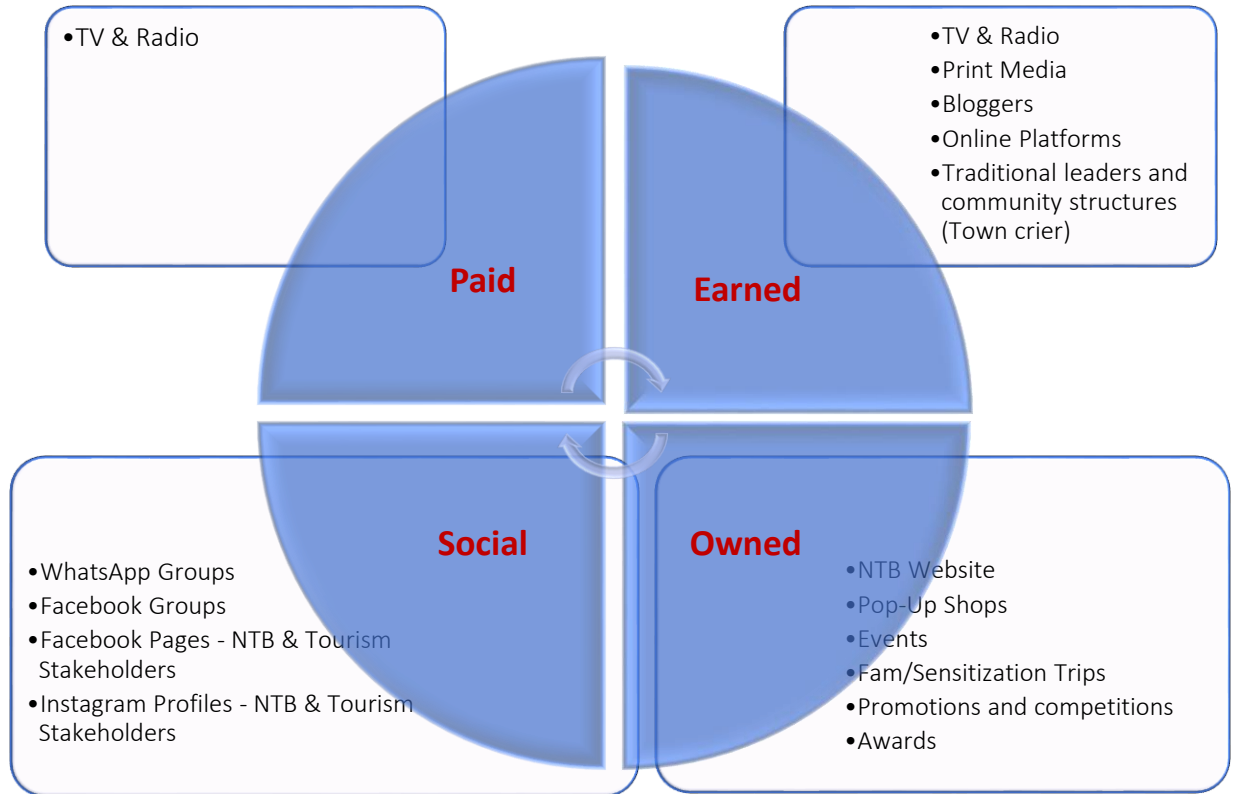 •TV & Radio
Paid
•TV & Radio
•Print Media
•Bloggers
•Online Platforms
•Traditional leaders and
community structures
(Town crier)
Earned
Social
•WhatsApp Groups
•Facebook Groups
•Facebook Pages - NTB & Tourism
Stakeholders
•Instagram Profiles - NTB & Tourism
Stakeholders
Owned
•NTB Website
•Pop-Up Shops
•Events
•Fam/Sensitization Trips
•Promotions and competitions
•Awards